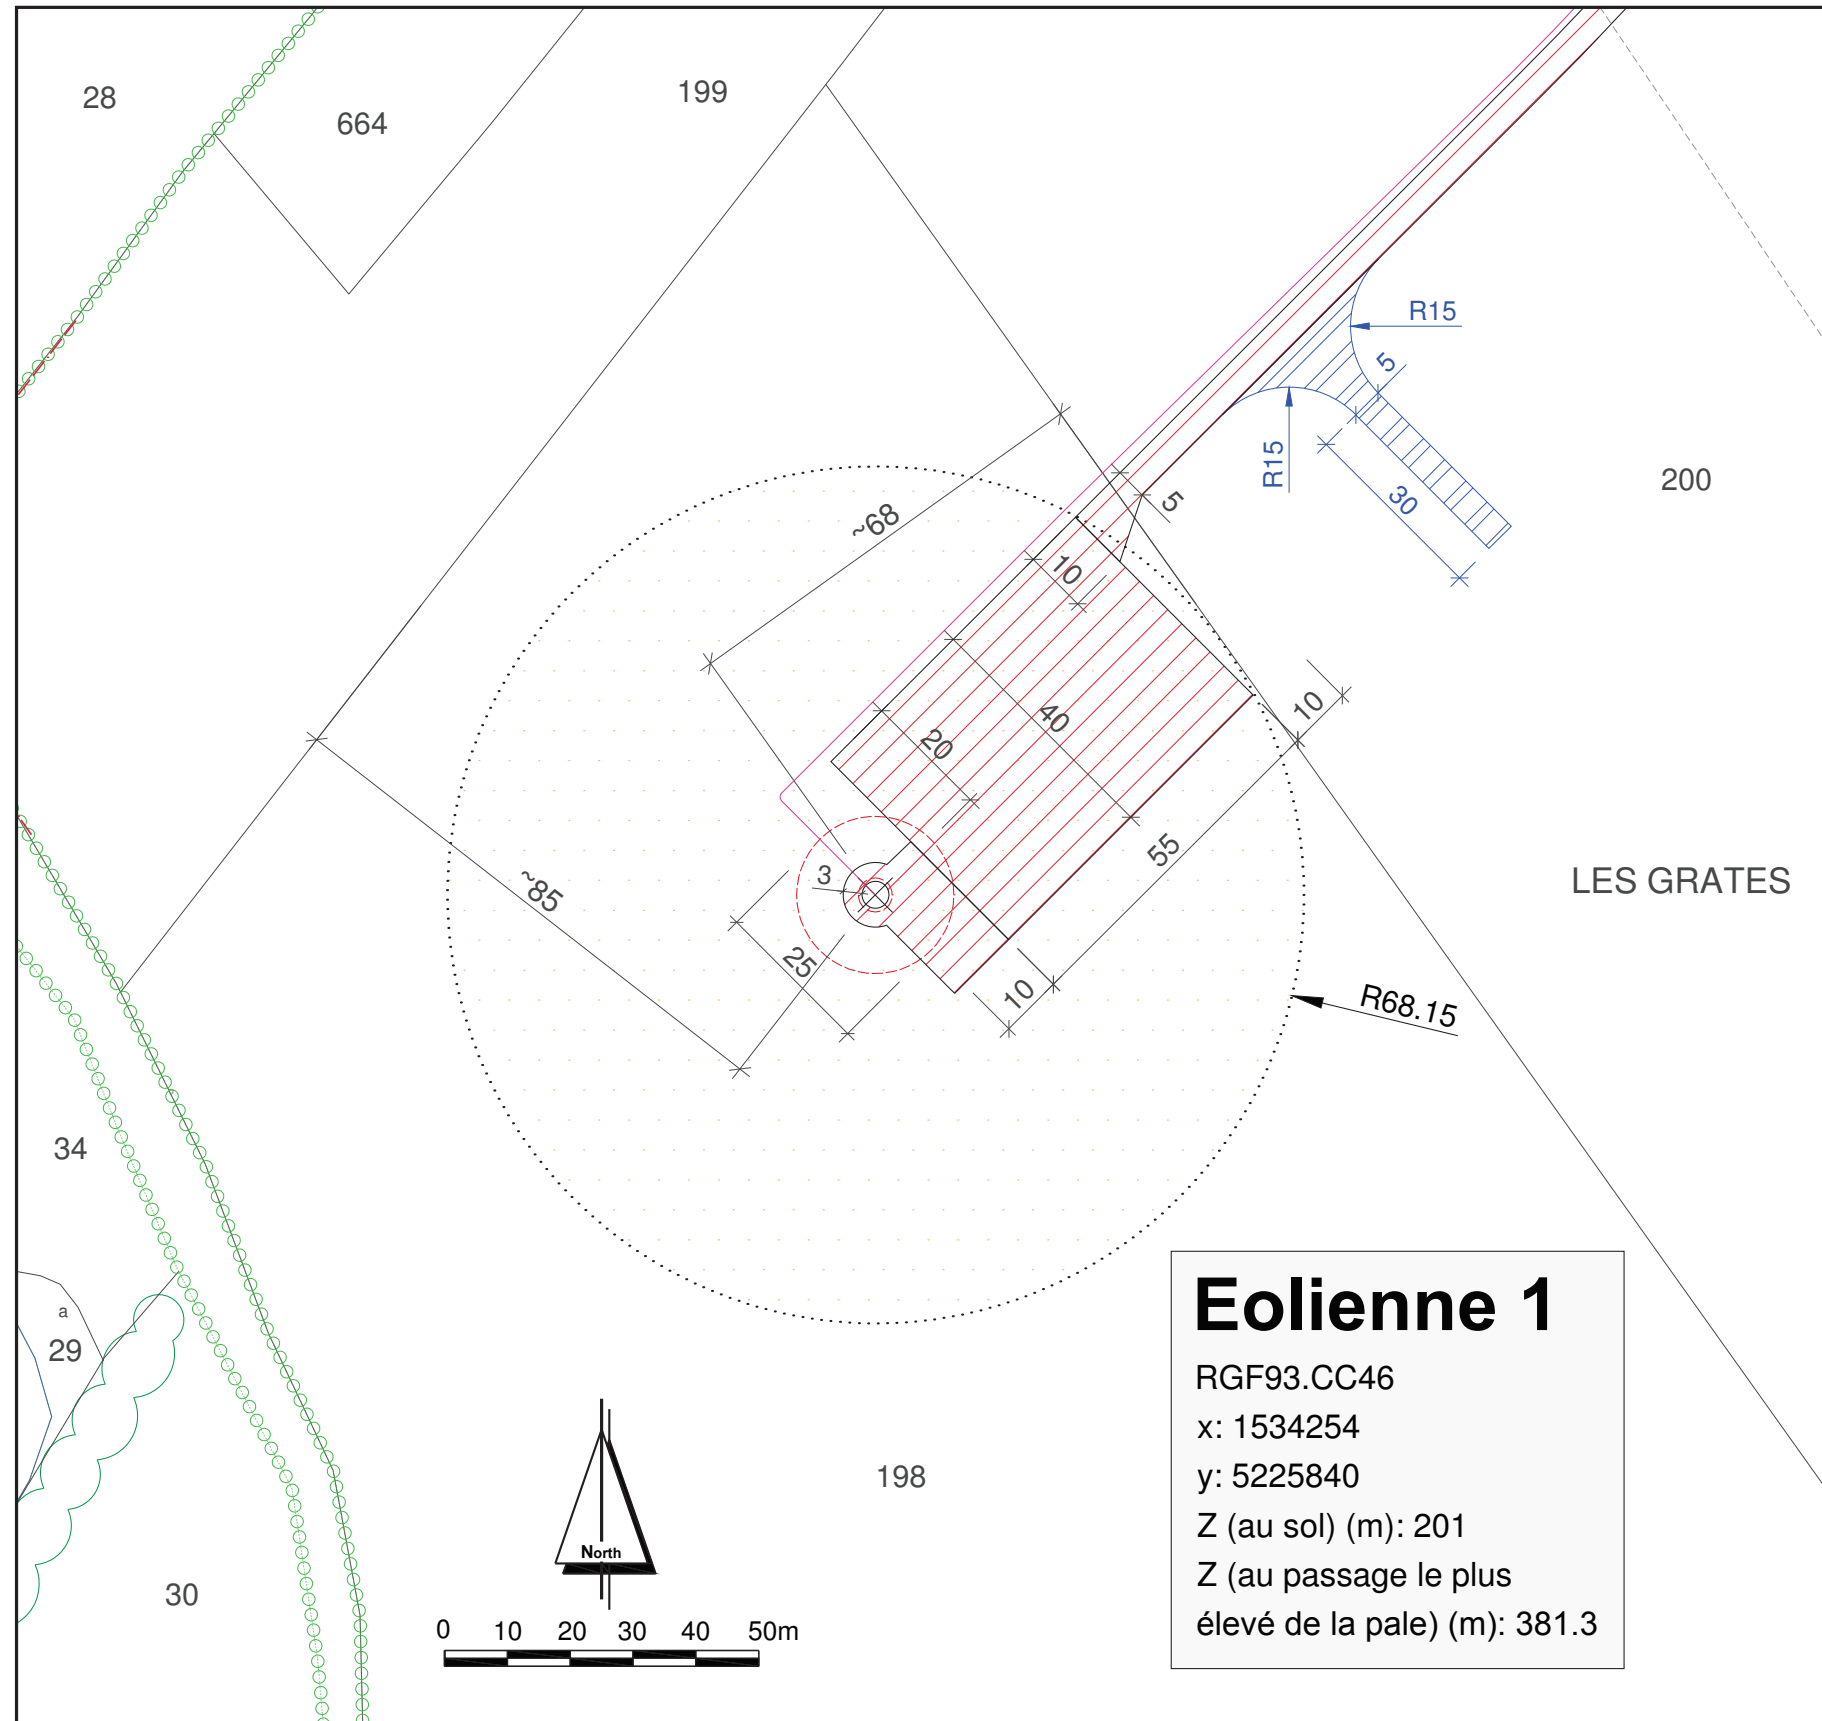 28
664
199
R15
5
R15
30
200
~68
5
10
40
20
10
55
LES GRATES
3
~85
25
10
R68.15
34
a
29
30
198
North
0 10 20 30 40 50m
Eolienne 1
RGF93.CC46
x: 1534254
y: 5225840
Z (au sol) (m): 201
Z (au passage le plus
élevé de la pale) (m): 381.3